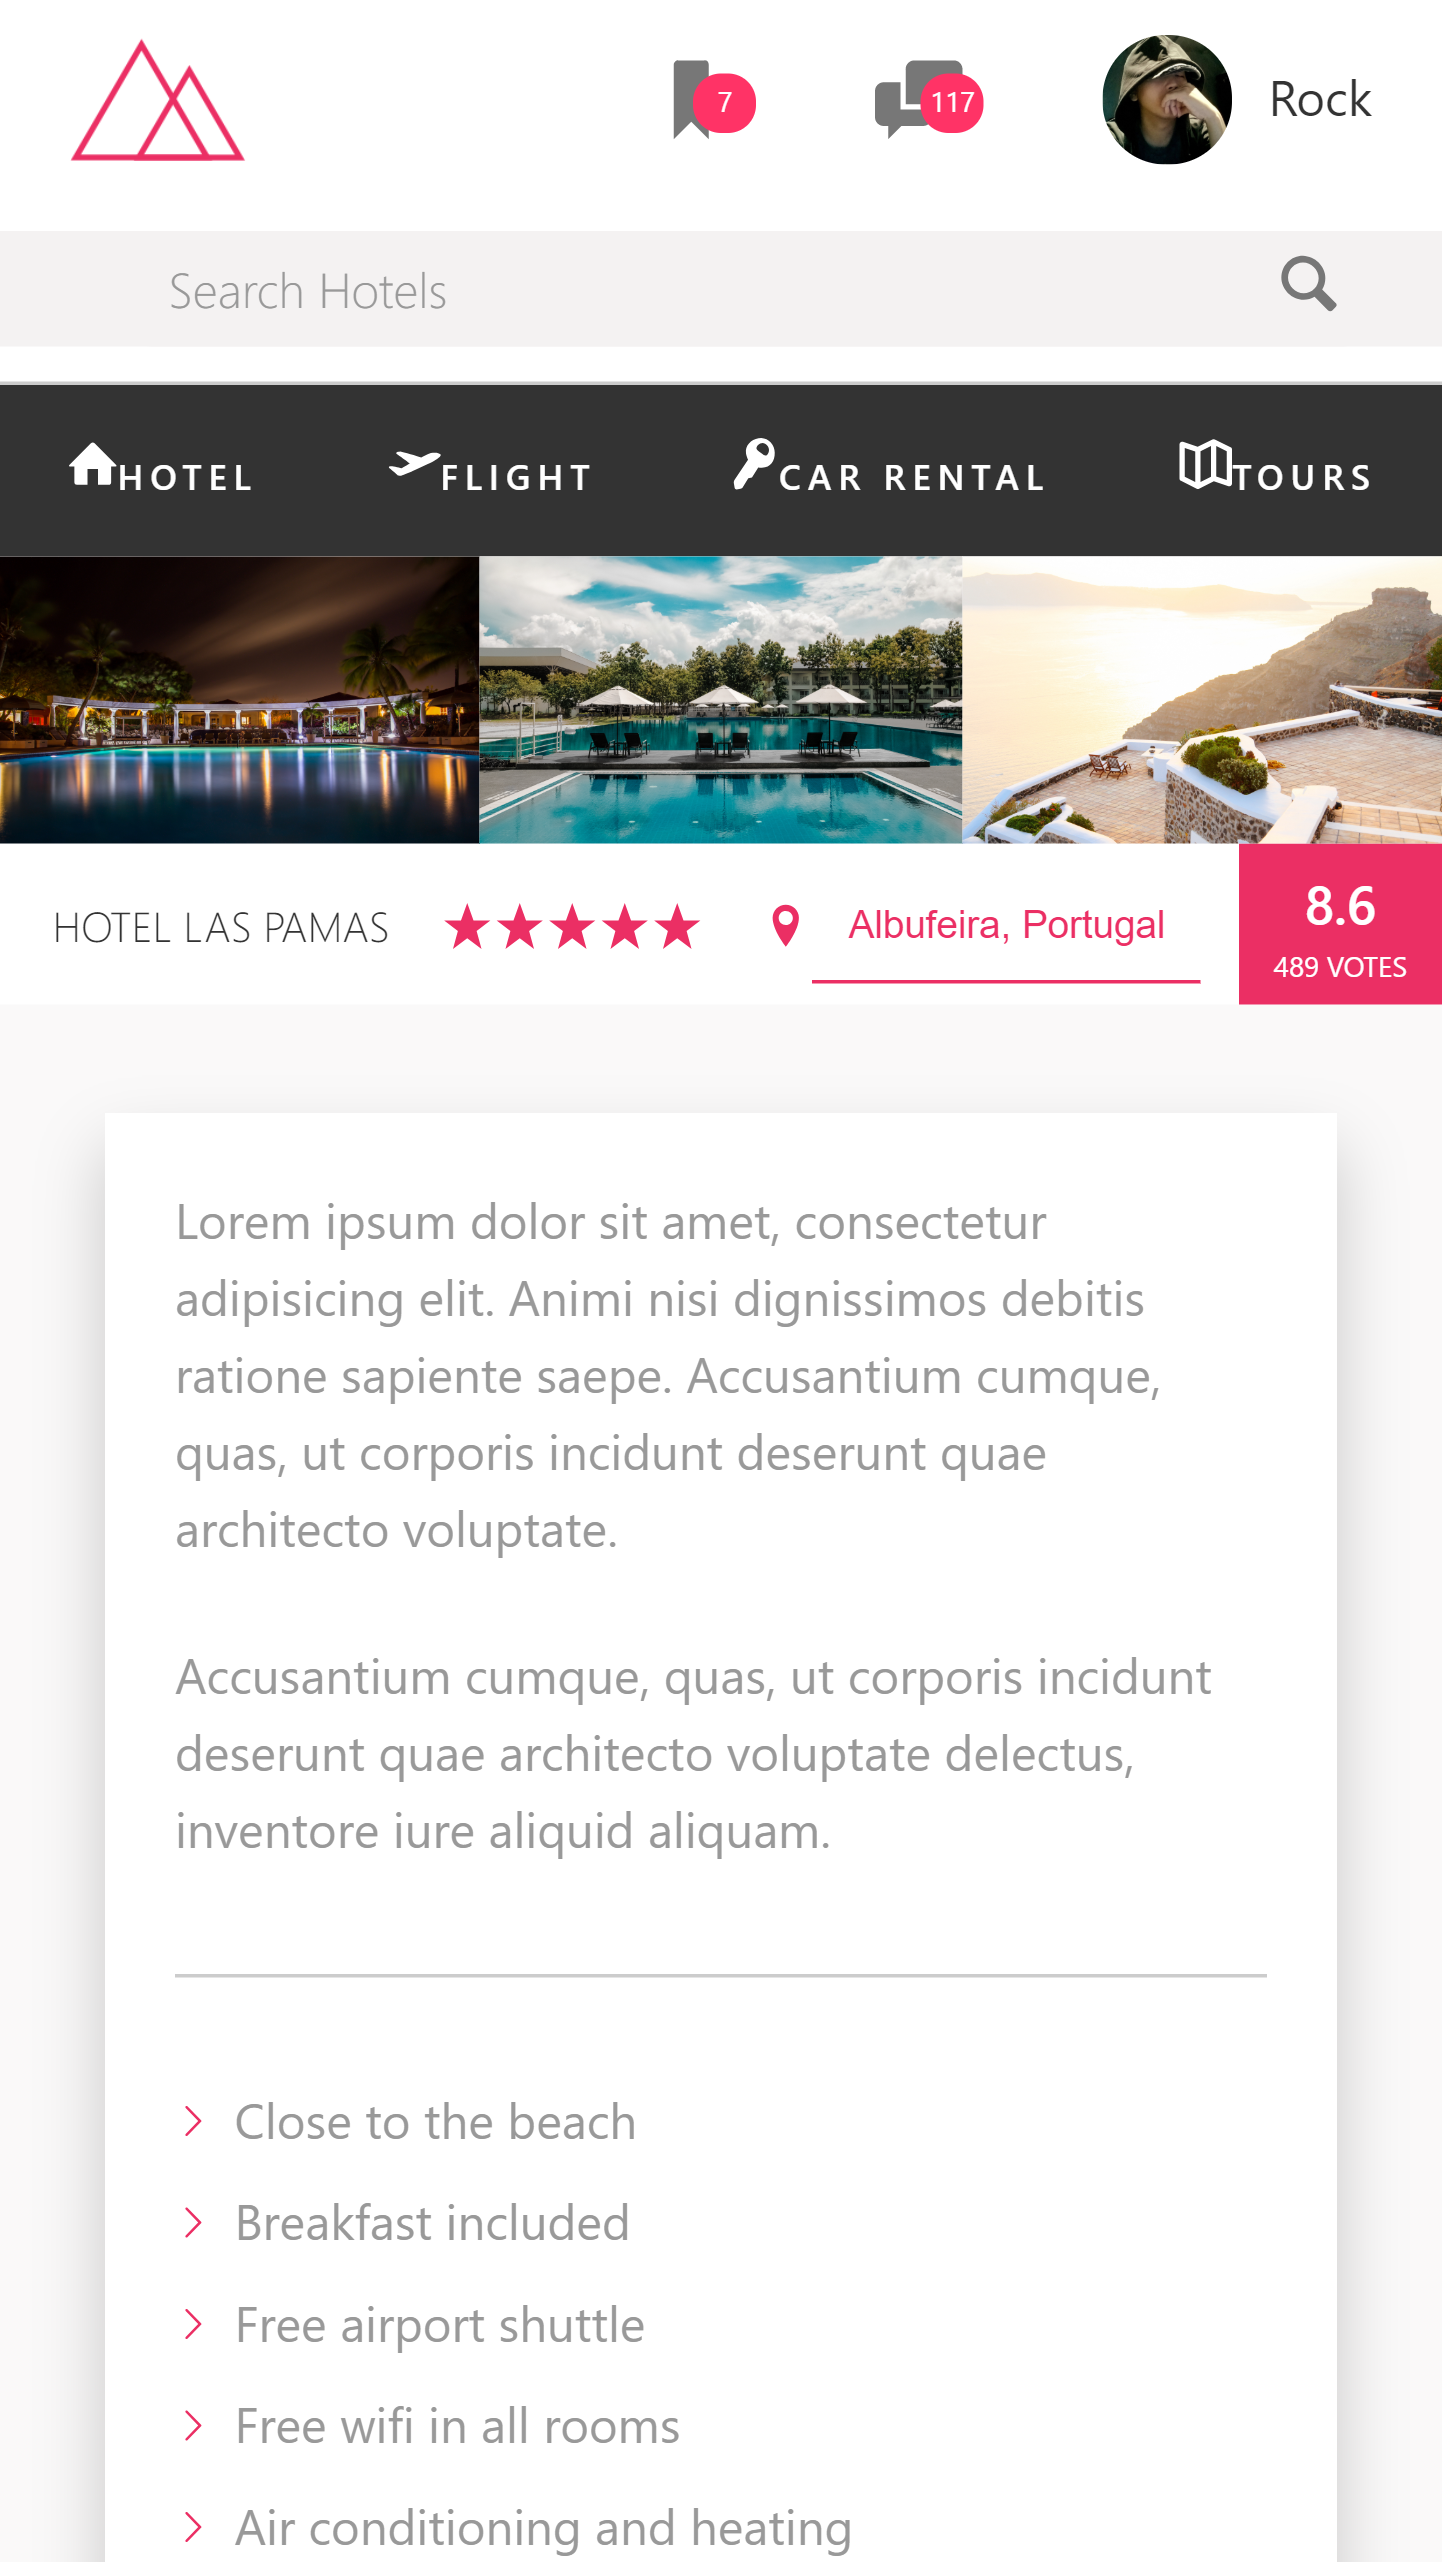 7
117
Rock
Search Hotels
HOTEL
FLIGHT
CAR RENTAL
TOURS
HOTEL LAS PAMAS
Albufeira, Portugal
8.6
489 VOTES
Lorem ipsum dolor sit amet, consectetur
adipisicing elit. Animi nisi dignissimos debitis
ratione sapiente saepe. Accusantium cumque,
quas, ut corporis incidunt deserunt quae
architecto voluptate.
Accusantium cumque, quas, ut corporis incidunt
deserunt quae architecto voluptate delectus,
inventore iure aliquid aliquam.
Close to the beach
Breakfast included
Free airport shuttle
Free wifi in all rooms
Air conditioning and heating